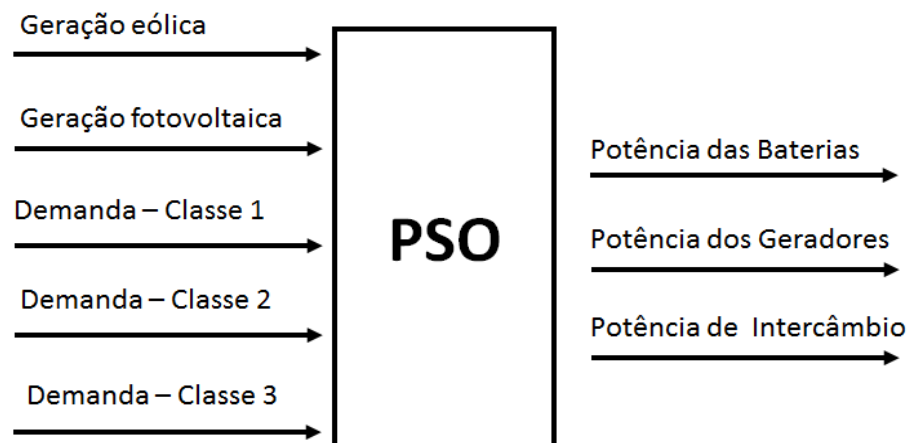 Geração eólica
Geração fotovoltaica
Demanda – Classe 1
Demanda – Classe 2
Demanda – Classe 3
PSO
Potência das Baterias
Potência dos Geradores
Potência de Intercâmbio